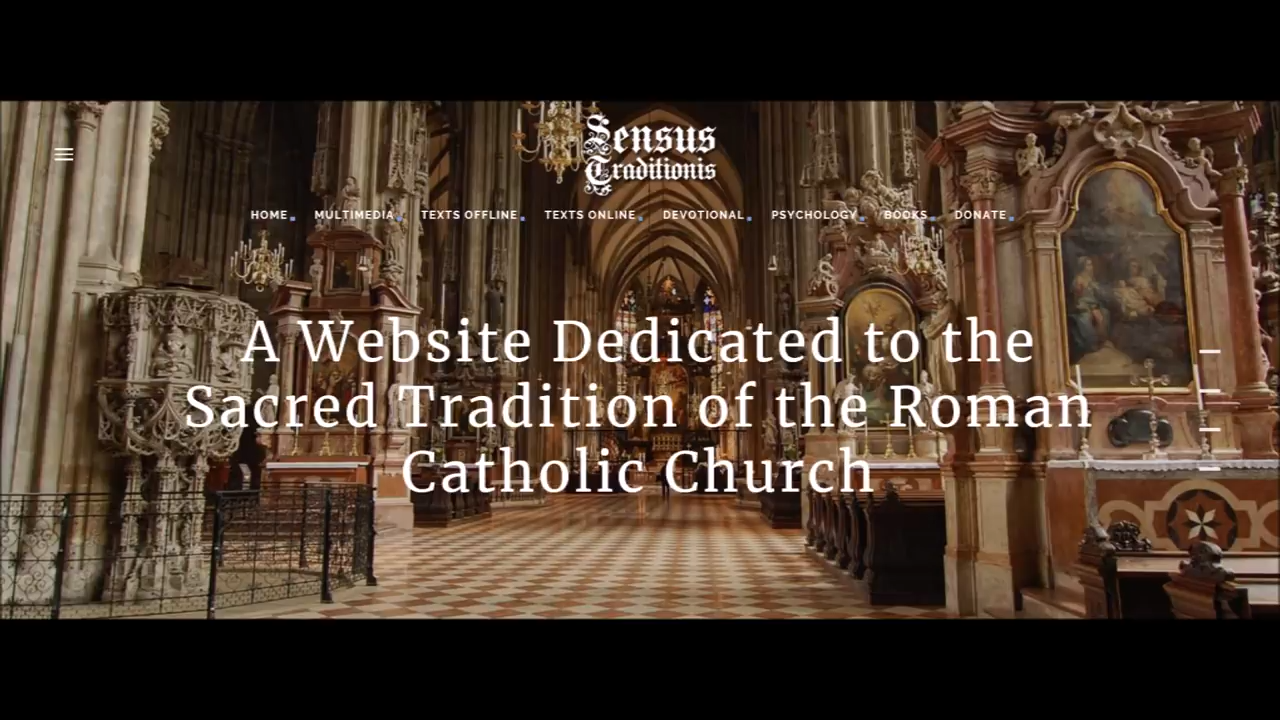 Sensus
Traditionis
HOME MULTIMEDIA TEXTS OFFLINE TEXTS ONLINE DEVOTIONAL PSYCHOLOGY BOOKS DONATE
A Website Dedicated to the
Sacred Tradition of the Roman
Catholic Church